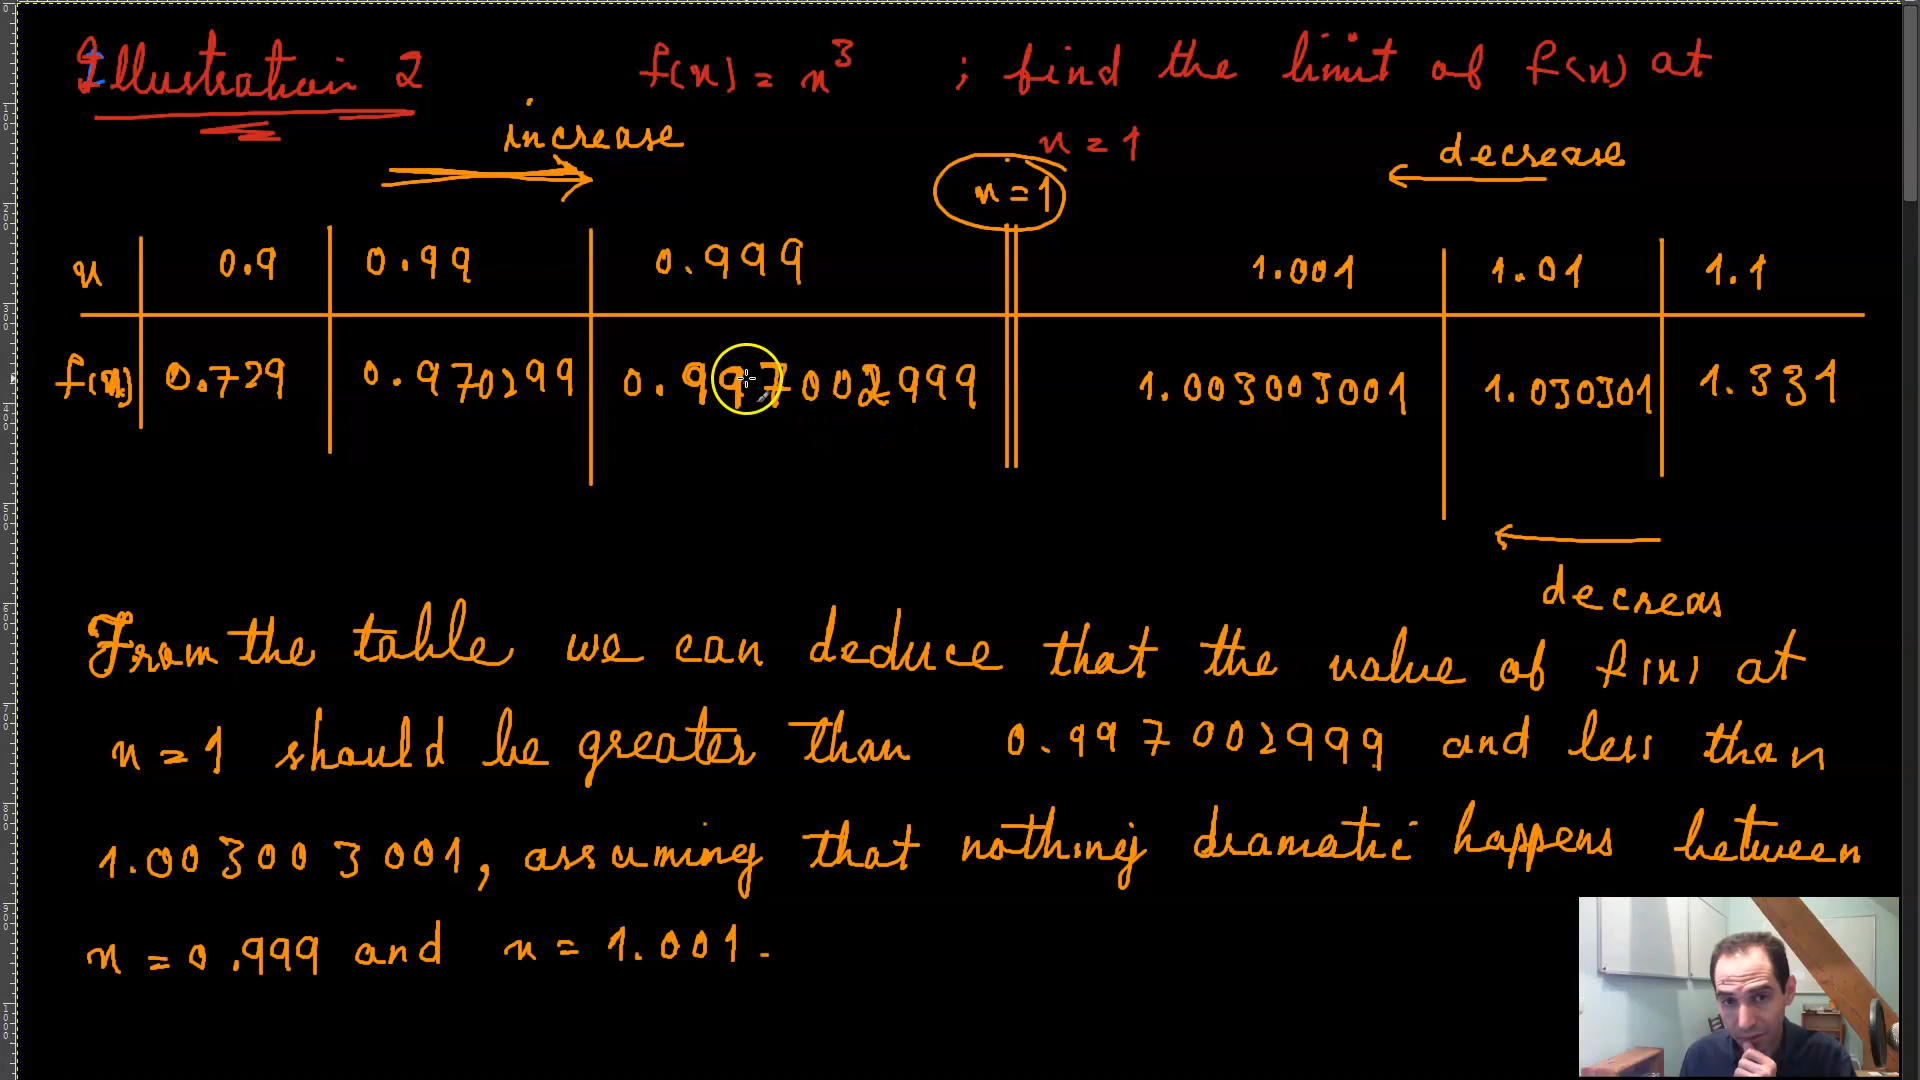 Illustration 2 f(x) = x³ ; find the limit of f(x) at
x = 1
increase
decrease
x = 1
x 0.9 0.99 0.999 1.001 1.01 1.1
f(x) 0.729 0.970299 0.997002999 1.003003001 1.030301 1.331
decreas
From the table we can deduce that the value of f(x) at
x = 1 should be greater than 0.997002999 and less than
1.003003001, assuming that nothing dramatic happens between
x = 0.999 and x = 1.001.